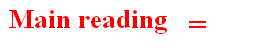 Main reading =